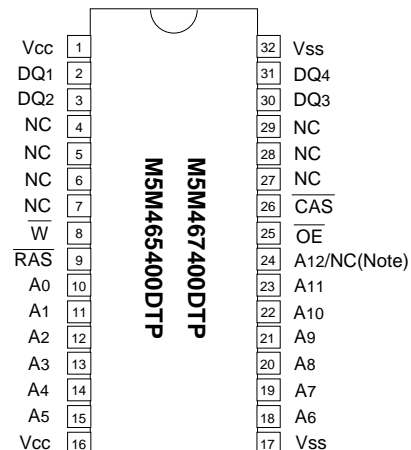 Vcc 1 32 Vss
DQ1 2 31 DQ4
DQ2 3 30 DQ3
NC 4 29 NC
NC 5 28 NC
NC 6 27 NC
NC 7 26 CAS
W 8 25 OE
RAS 9 24 A12/NC(Note)
A0 10 23 A11
A1 11 22 A10
A2 12 21 A9
A3 13 20 A8
A4 14 19 A7
A5 15 18 A6
Vcc 16 17 Vss
M5M467400DTP
M5M465400DTP